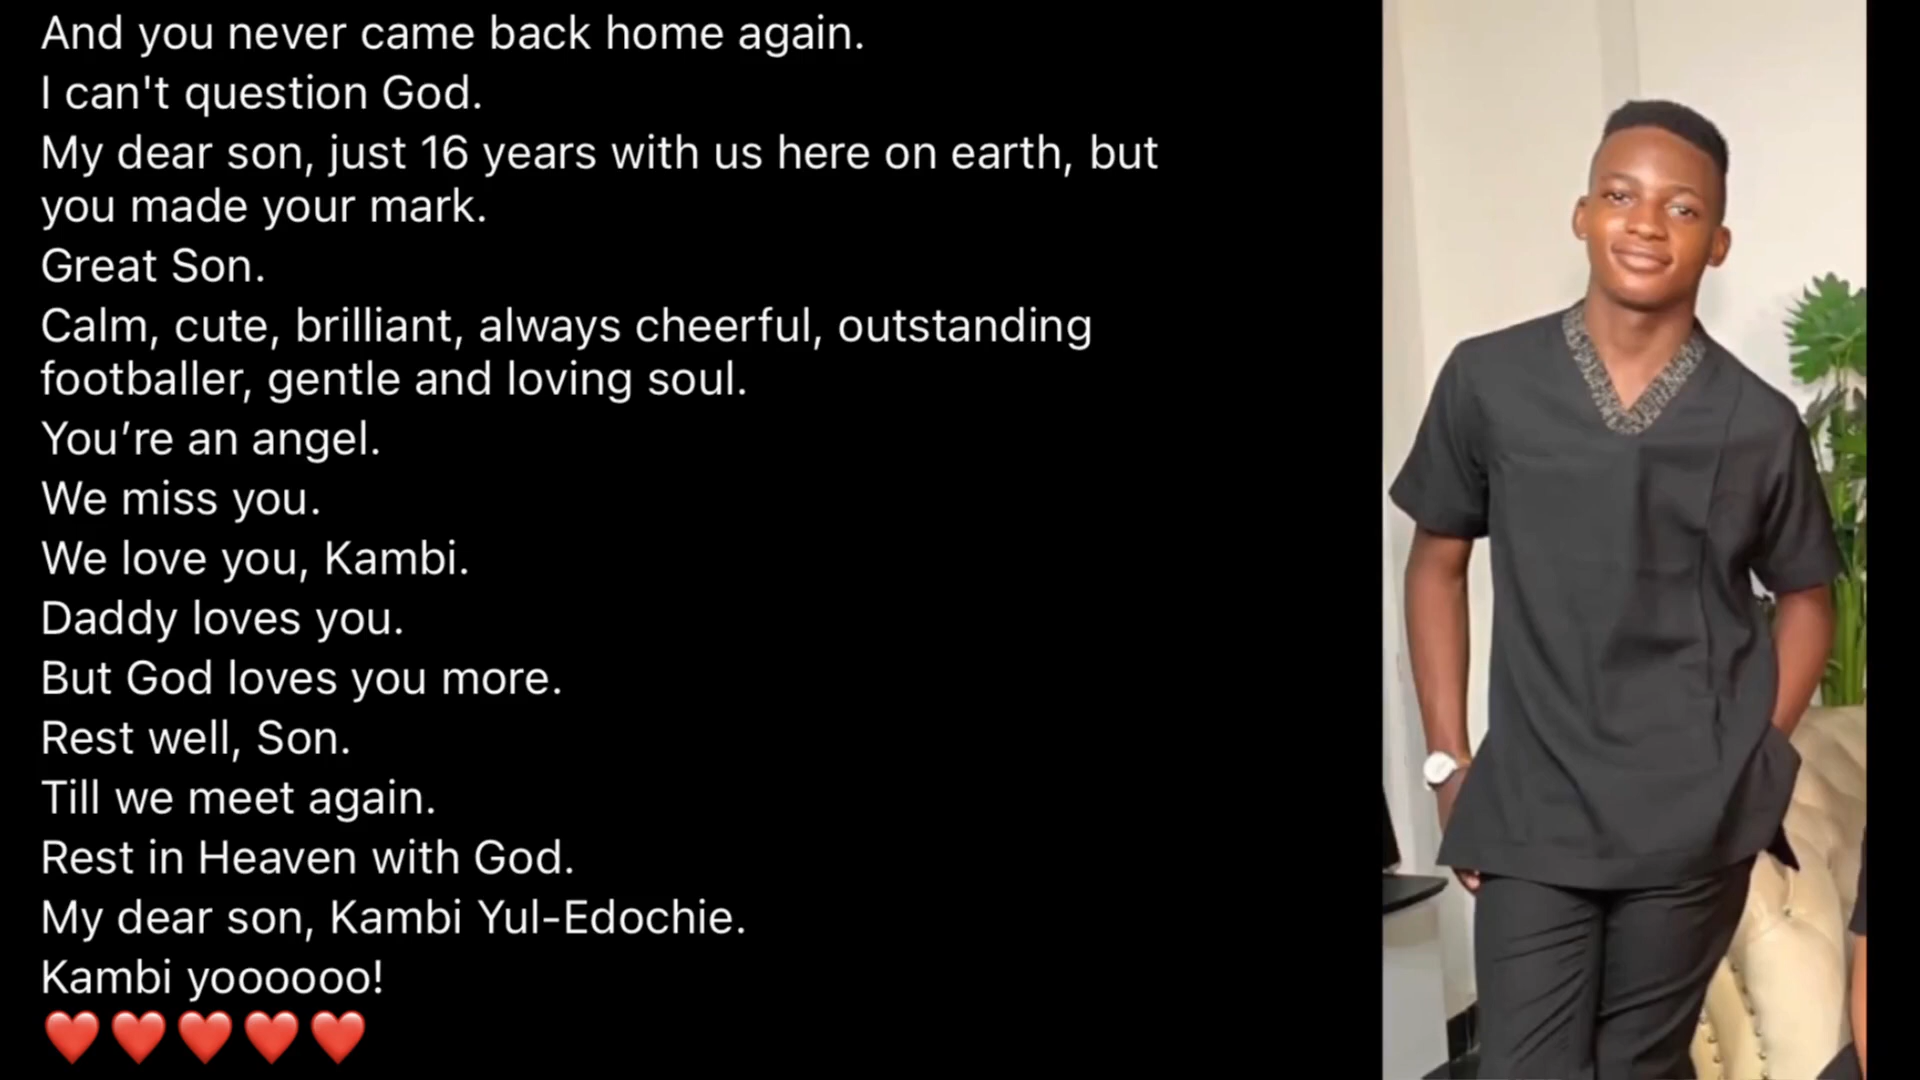 And you never came back home again.
I can't question God.
My dear son, just 16 years with us here on earth, but
you made your mark.
Great Son.
Calm, cute, brilliant, always cheerful, outstanding
footballer, gentle and loving soul.
You’re an angel.
We miss you.
We love you, Kambi.
Daddy loves you.
But God loves you more.
Rest well, Son.
Till we meet again.
Rest in Heaven with God.
My dear son, Kambi Yul-Edochie.
Kambi yoooooo!
❤️❤️❤️❤️❤️